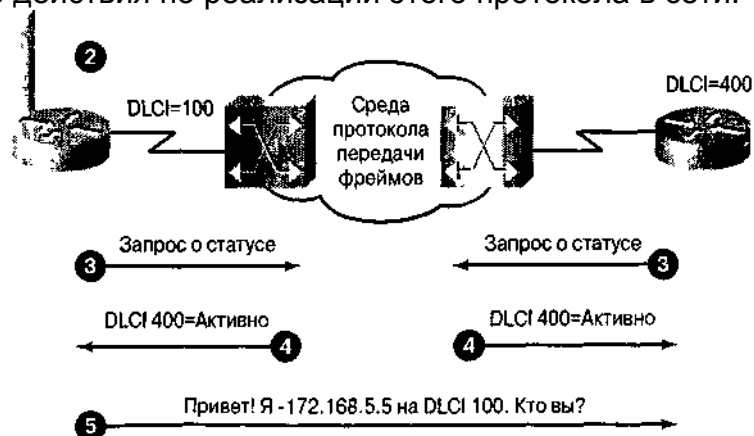 действия по реализации этого протокола в сети.
2
DLCI=100
Среда
протокола
передачи
фреймов
DLCI=400
Запрос о статусе
3
Запрос о статусе
3
DLCI 400=Активно
4
DLCI 400=Активно
4
Привет! Я -172.168.5.5 на DLCI 100. Кто вы?
5